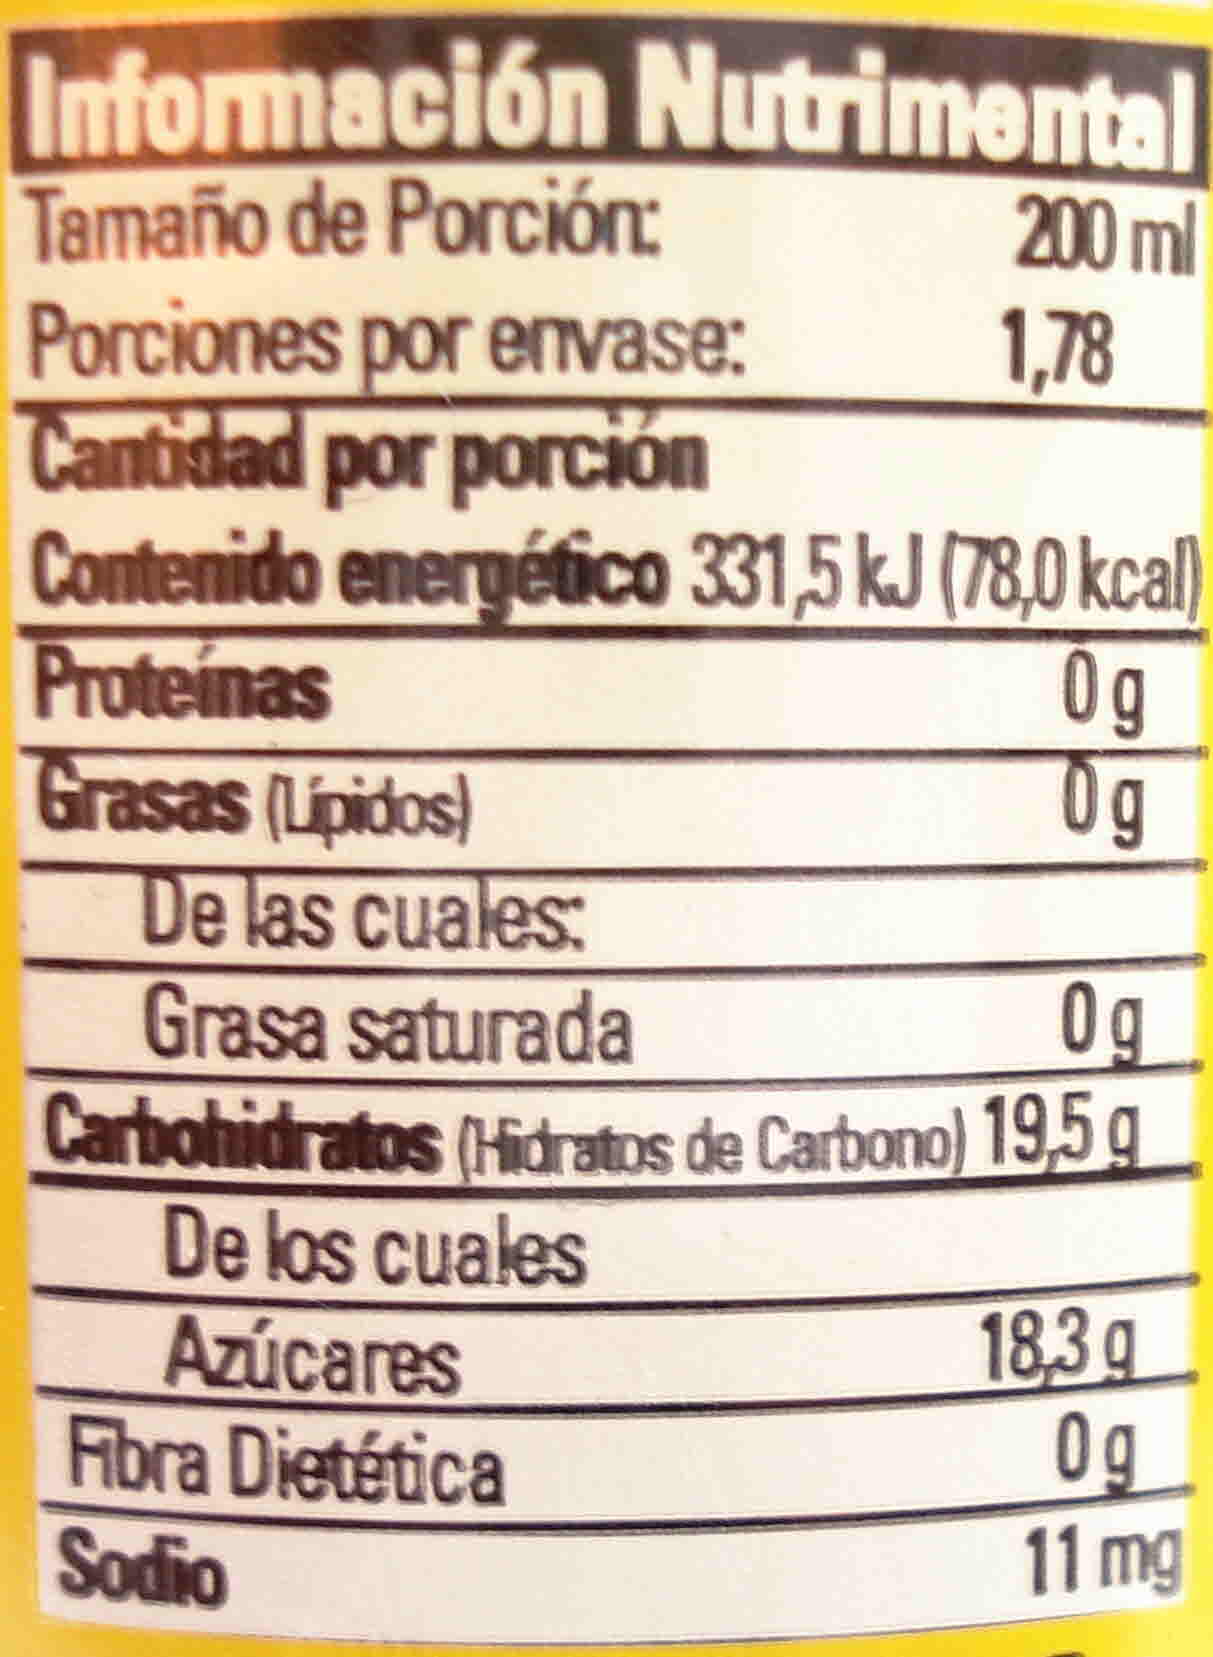 Información Nutrimental
Tamaño de Porción: 200 ml
Porciones por envase: 1,78
Cantidad por porción
Contenido energético 331,5 kJ (78,0 kcal)
Proteínas 0 g
Grasas (Lípidos) 0 g
De las cuales:
Grasa saturada 0 g
Carbohidratos (Hidratos de Carbono) 19,5 g
De los cuales
Azúcares 18,3 g
Fibra Dietética 0 g
Sodio 11 mg